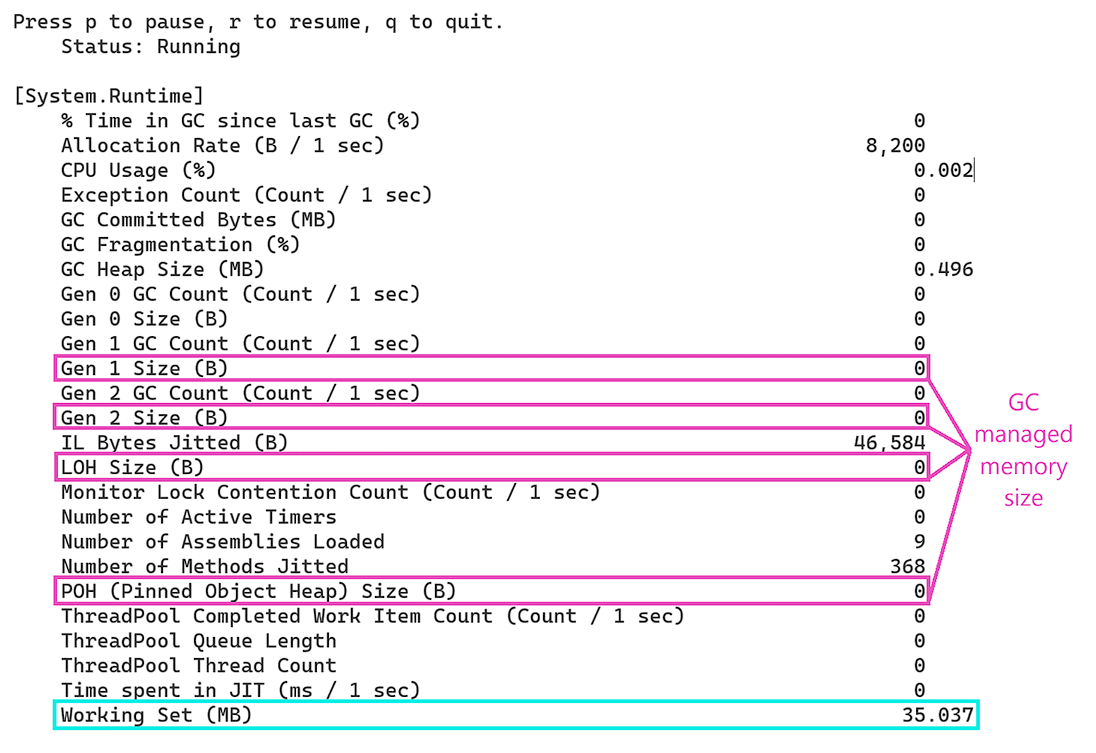 Press p to pause, r to resume, q to quit.
Status: Running
[System.Runtime]
% Time in GC since last GC (%) 0
Allocation Rate (B / 1 sec) 8,200
CPU Usage (%) 0.002
Exception Count (Count / 1 sec) 0
GC Committed Bytes (MB) 0
GC Fragmentation (%) 0
GC Heap Size (MB) 0.496
Gen 0 GC Count (Count / 1 sec) 0
Gen 0 Size (B) 0
Gen 1 GC Count (Count / 1 sec) 0
Gen 1 Size (B) 0
Gen 2 GC Count (Count / 1 sec) 0
Gen 2 Size (B) 0
IL Bytes Jitted (B) 46,584
LOH Size (B) 0
Monitor Lock Contention Count (Count / 1 sec) 0
Number of Active Timers 0
Number of Assemblies Loaded 9
Number of Methods Jitted 368
POH (Pinned Object Heap) Size (B) 0
ThreadPool Completed Work Item Count (Count / 1 sec) 0
ThreadPool Queue Length 0
ThreadPool Thread Count 0
Time spent in JIT (ms / 1 sec) 0
Working Set (MB) 35.037
GC
managed
memory
size